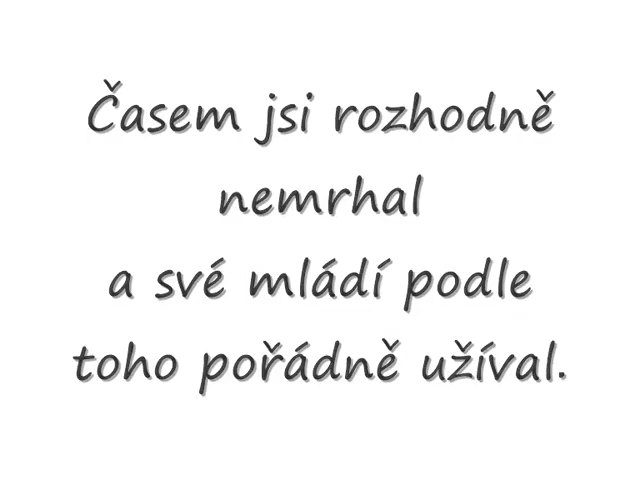 Časem jsi rozhodně
nemrhal
a své mládí podle
toho pořádně užíval.